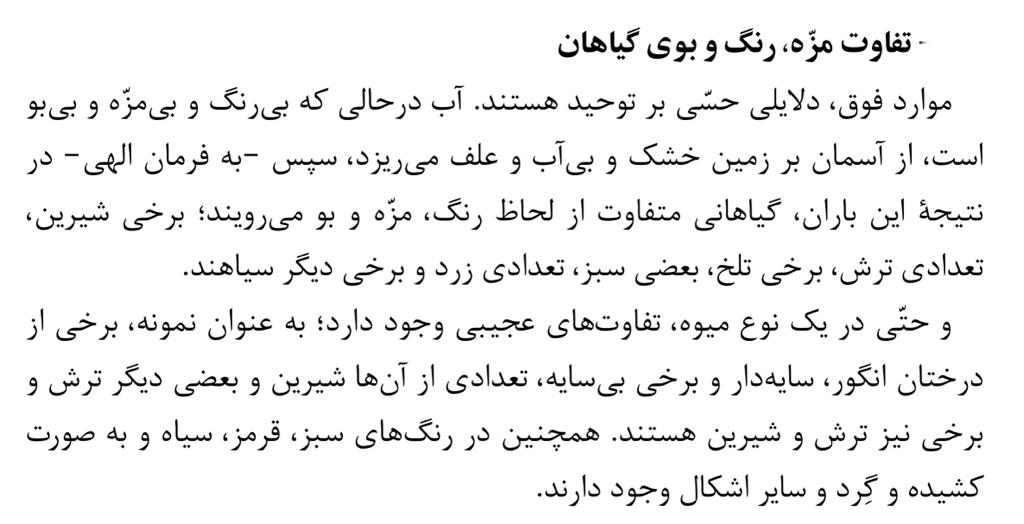 - تفاوت مزّه، رنگ و بوی گیاهان
موارد فوق، دلایلی حسّی بر توحید هستند. آب درحالی که بی‌رنگ و بی‌مزّه و بی‌بو
است، از آسمان بر زمین خشک و بی‌آب و علف می‌ریزد، سپس –به فرمان الهی– در
نتیجهٔ این باران، گیاهانی متفاوت از لحاظ رنگ، مزّه و بو می‌رویند؛ برخی شیرین،
تعدادی ترش، برخی تلخ، بعضی سبز، تعدادی زرد و برخی دیگر سیاهند.
و حتّی در یک نوع میوه، تفاوت‌های عجیبی وجود دارد؛ به عنوان نمونه، برخی از
درختان انگور، سایه‌دار و برخی بی‌سایه، تعدادی از آن‌ها شیرین و بعضی دیگر ترش و
برخی نیز ترش و شیرین هستند. همچنین در رنگ‌های سبز، قرمز، سیاه و به صورت
کشیده و گِرد و سایر اشکال وجود دارند.